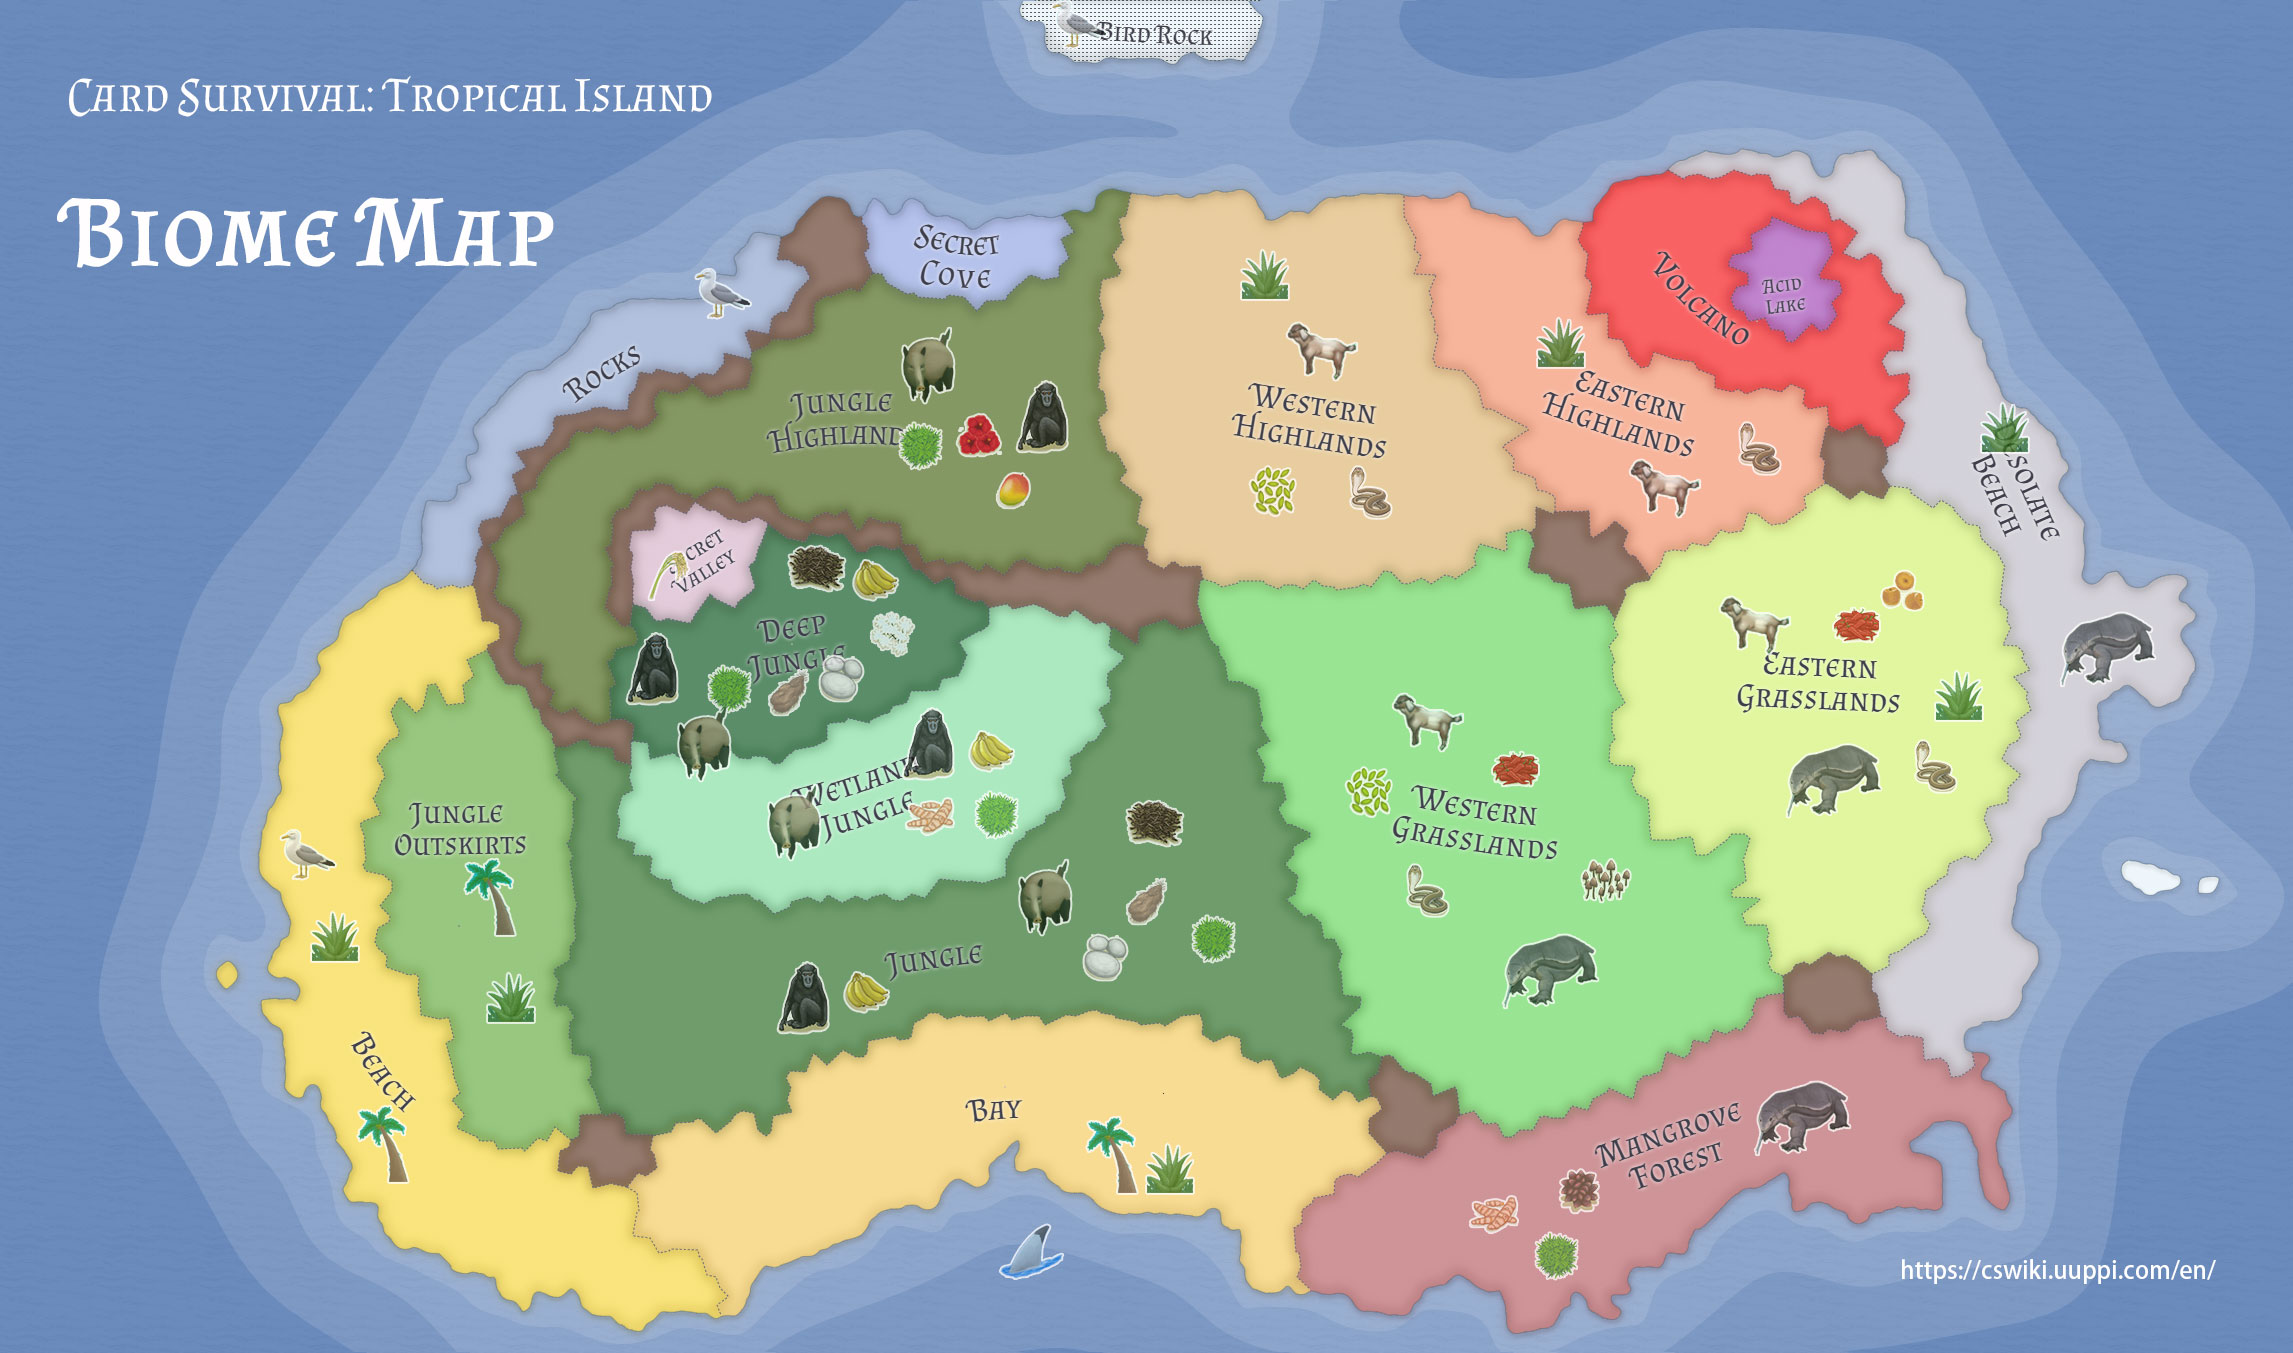 Bird Rock
Card Survival: Tropical Island
Biome Map
Secret
Cove
Volcano
Acid
Lake
Rocks
Jungle
Highland
Western
Highlands
Eastern
Highlands
solate
Beach
cret
Valley
Deep
Jungle
Eastern
Grasslands
Wetland
Jungle
Jungle
Outskirts
Western
Grasslands
Jungle
Beach
Bay
Mangrove
Forest
https://cswiki.uuppi.com/en/